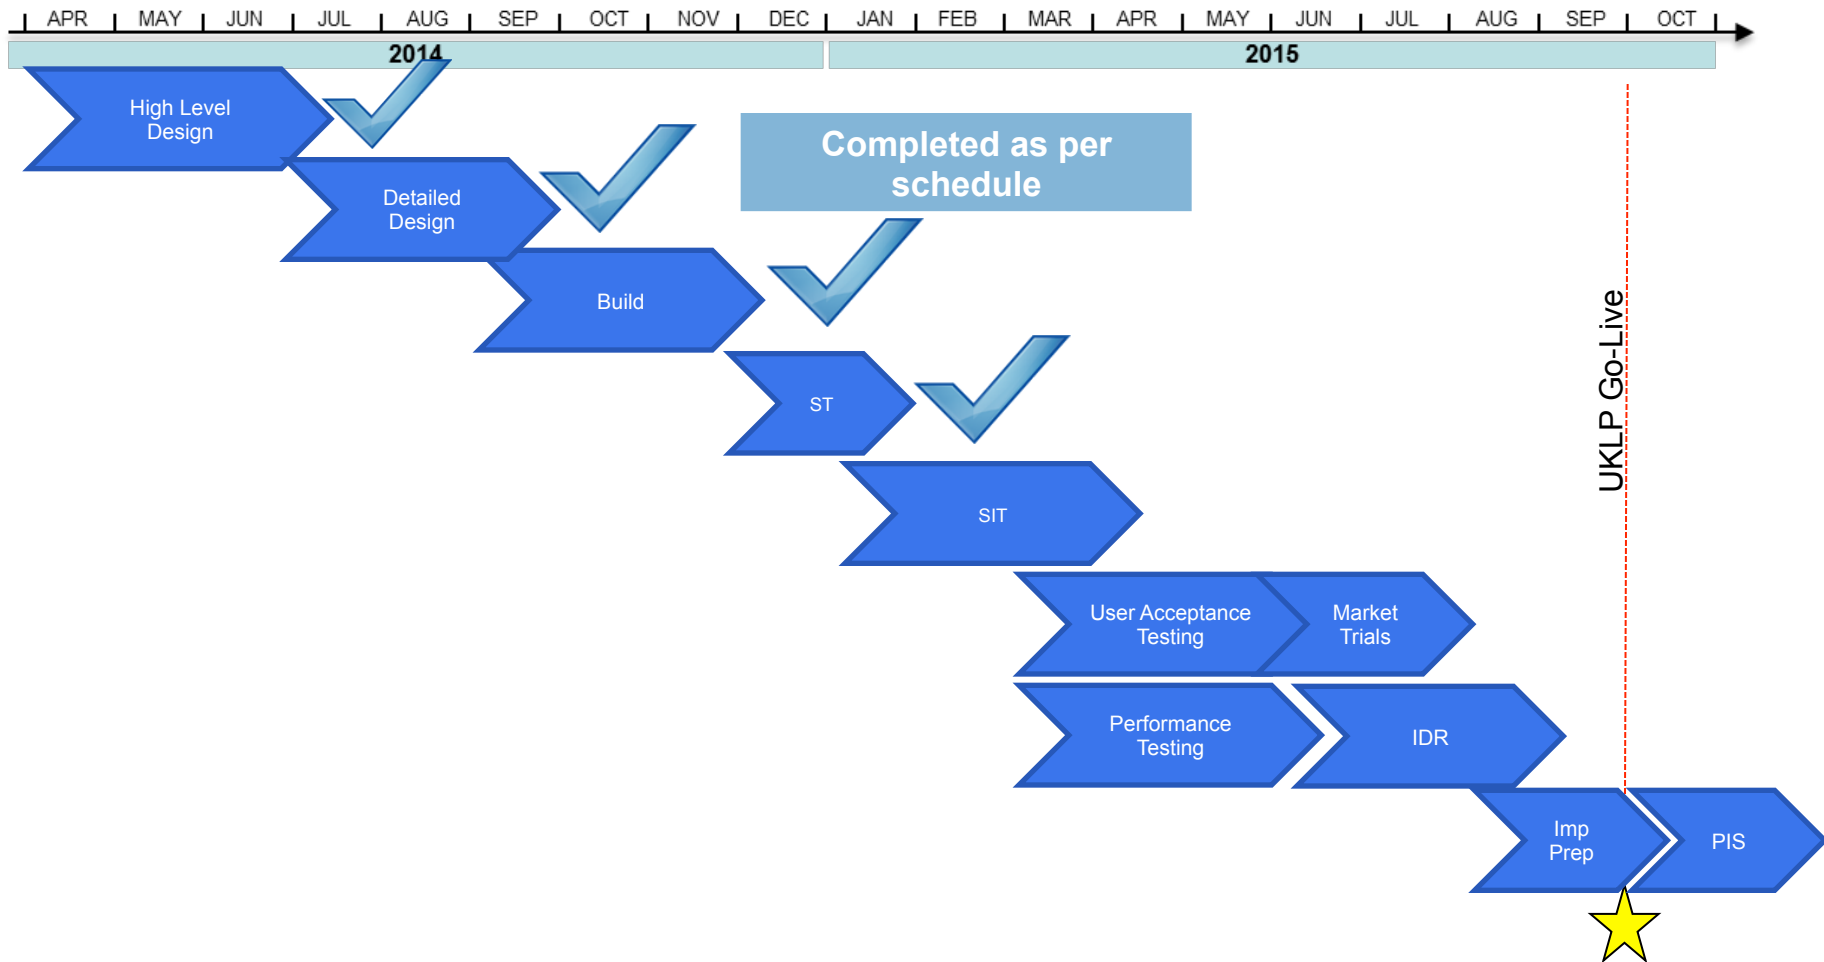 APR MAY JUN JUL AUG SEP OCT NOV DEC JAN FEB MAR APR MAY JUN JUL AUG SEP OCT
2014 2015
High Level
Design
Completed as per
schedule
Detailed
Design
Build
UKLP Go-Live
ST
SIT
User Acceptance
Testing
Market
Trials
Performance
Testing
IDR
Imp
Prep
PIS